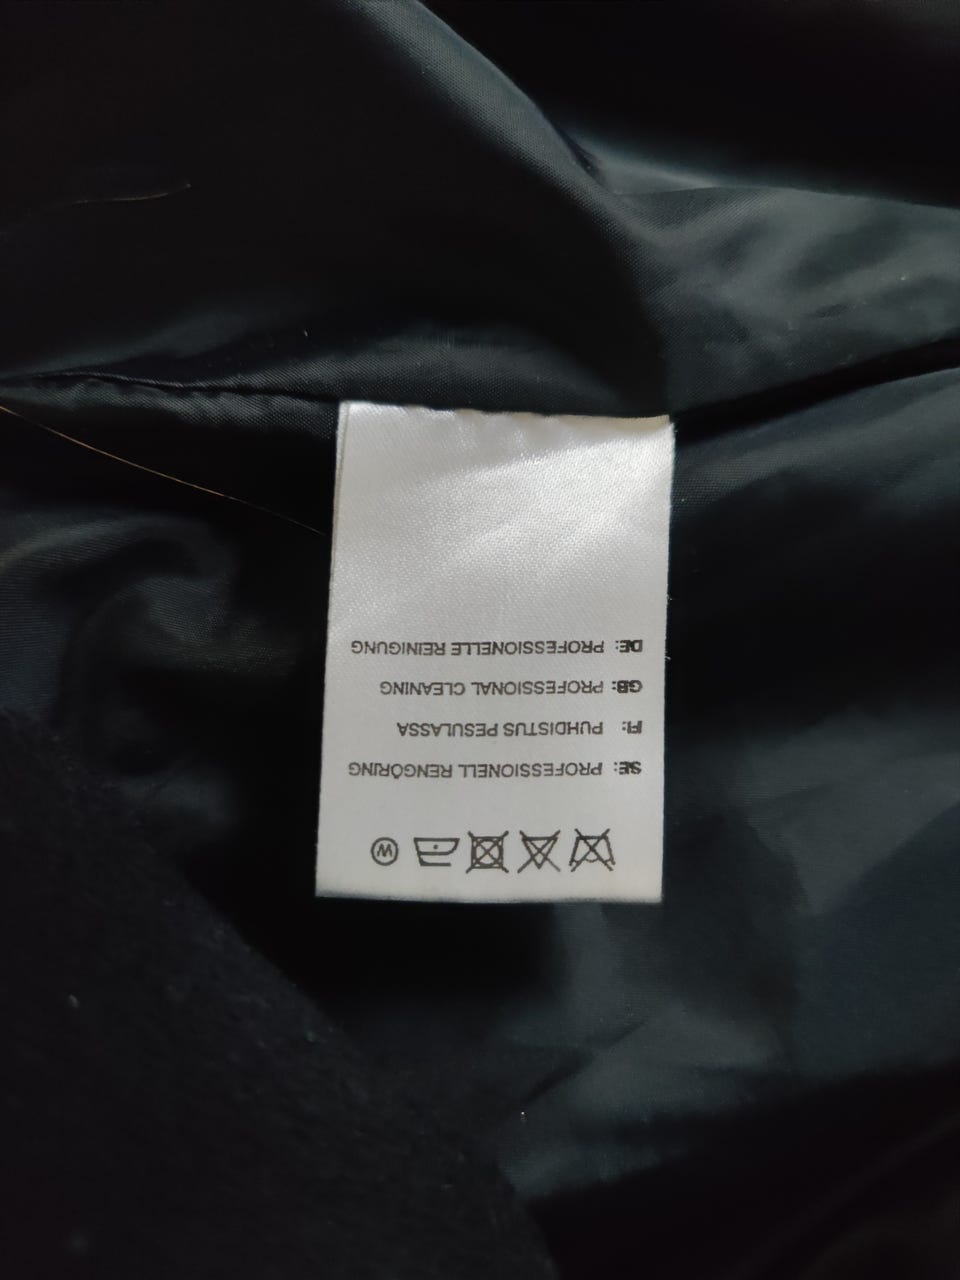 W
SE: PROFESSIONELL RENGÖRING
FI: PUHDISTUS PESULASSA
GB: PROFESSIONAL CLEANING
DE: PROFESSIONELLE REINIGUNG